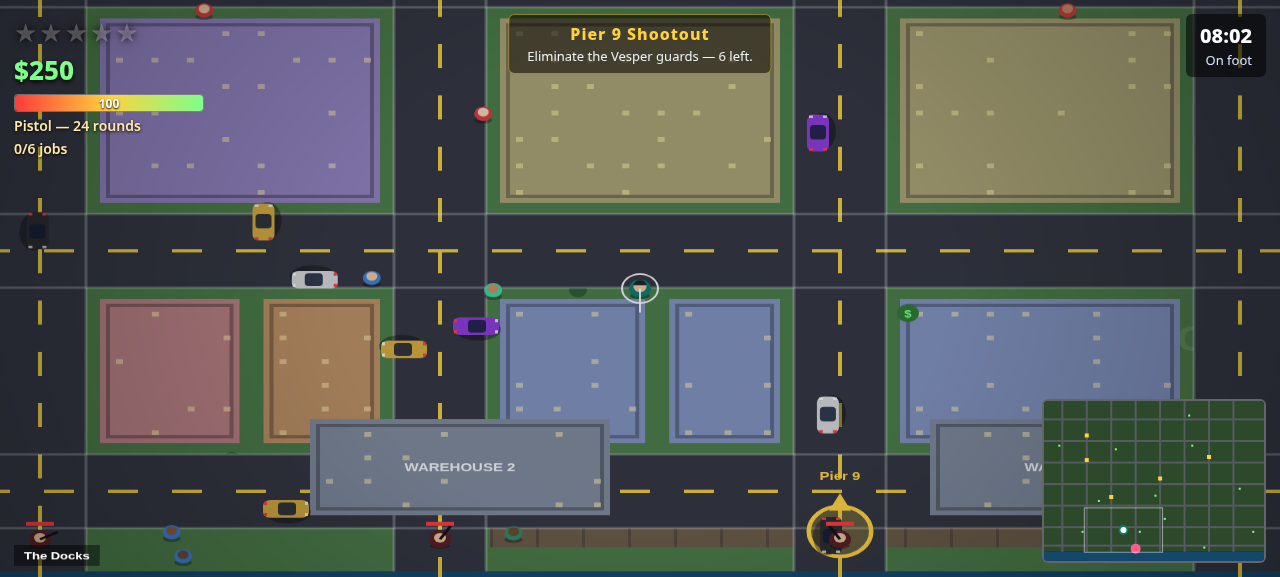 Pier 9 Shootout
Eliminate the Vesper guards — 6 left.
08:02
On foot
$250
100
Pistol — 24 rounds
0/6 jobs
$
WAREHOUSE 2
Pier 9
WA
The Docks